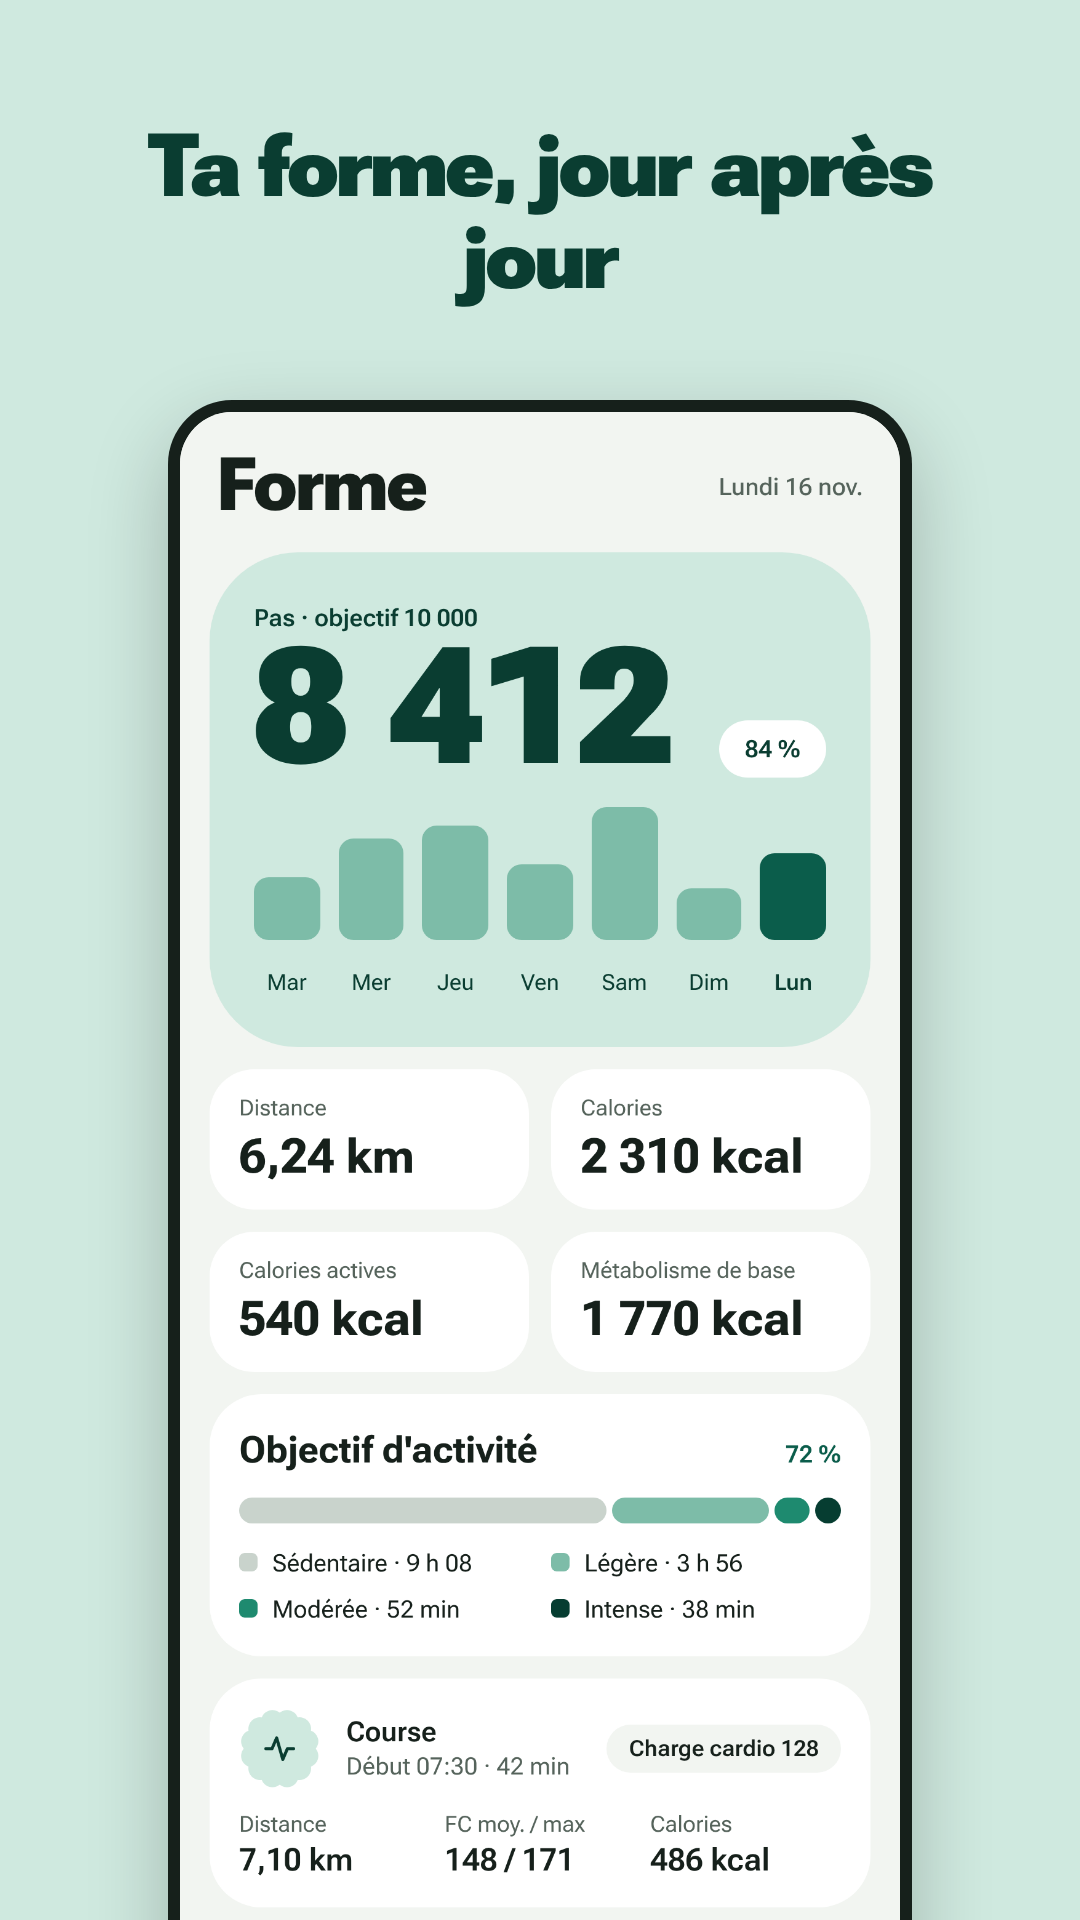 Ta forme, jour après
jour
Forme
Lundi 16 nov.
Pas · objectif 10 000
8 412
84 %
Mar Mer Jeu Ven Sam Dim Lun
Distance
6,24 km
Calories
2 310 kcal
Calories actives
540 kcal
Métabolisme de base
1 770 kcal
Objectif d'activité
72 %
Sédentaire · 9 h 08
Légère · 3 h 56
Modérée · 52 min
Intense · 38 min
Course
Début 07:30 · 42 min
Charge cardio 128
Distance
7,10 km
FC moy. / max
148 / 171
Calories
486 kcal